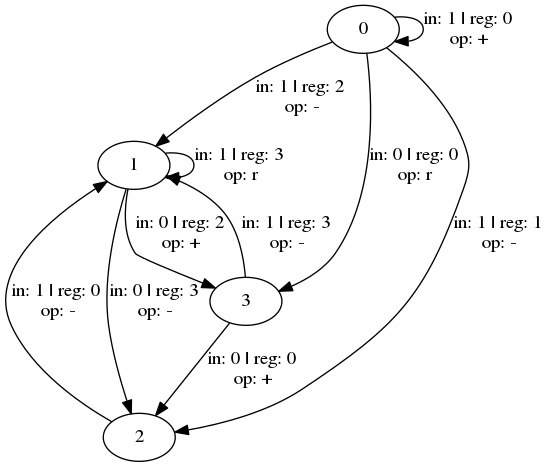 0
in: 1 | reg: 0
op: +
in: 1 | reg: 2
op: -
1
in: 1 | reg: 3
op: r
in: 0 | reg: 0
op: r
in: 0 | reg: 2
op: +
in: 1 | reg: 3
op: -
in: 1 | reg: 1
op: -
in: 1 | reg: 0
op: -
in: 0 | reg: 3
op: -
3
in: 0 | reg: 0
op: +
2